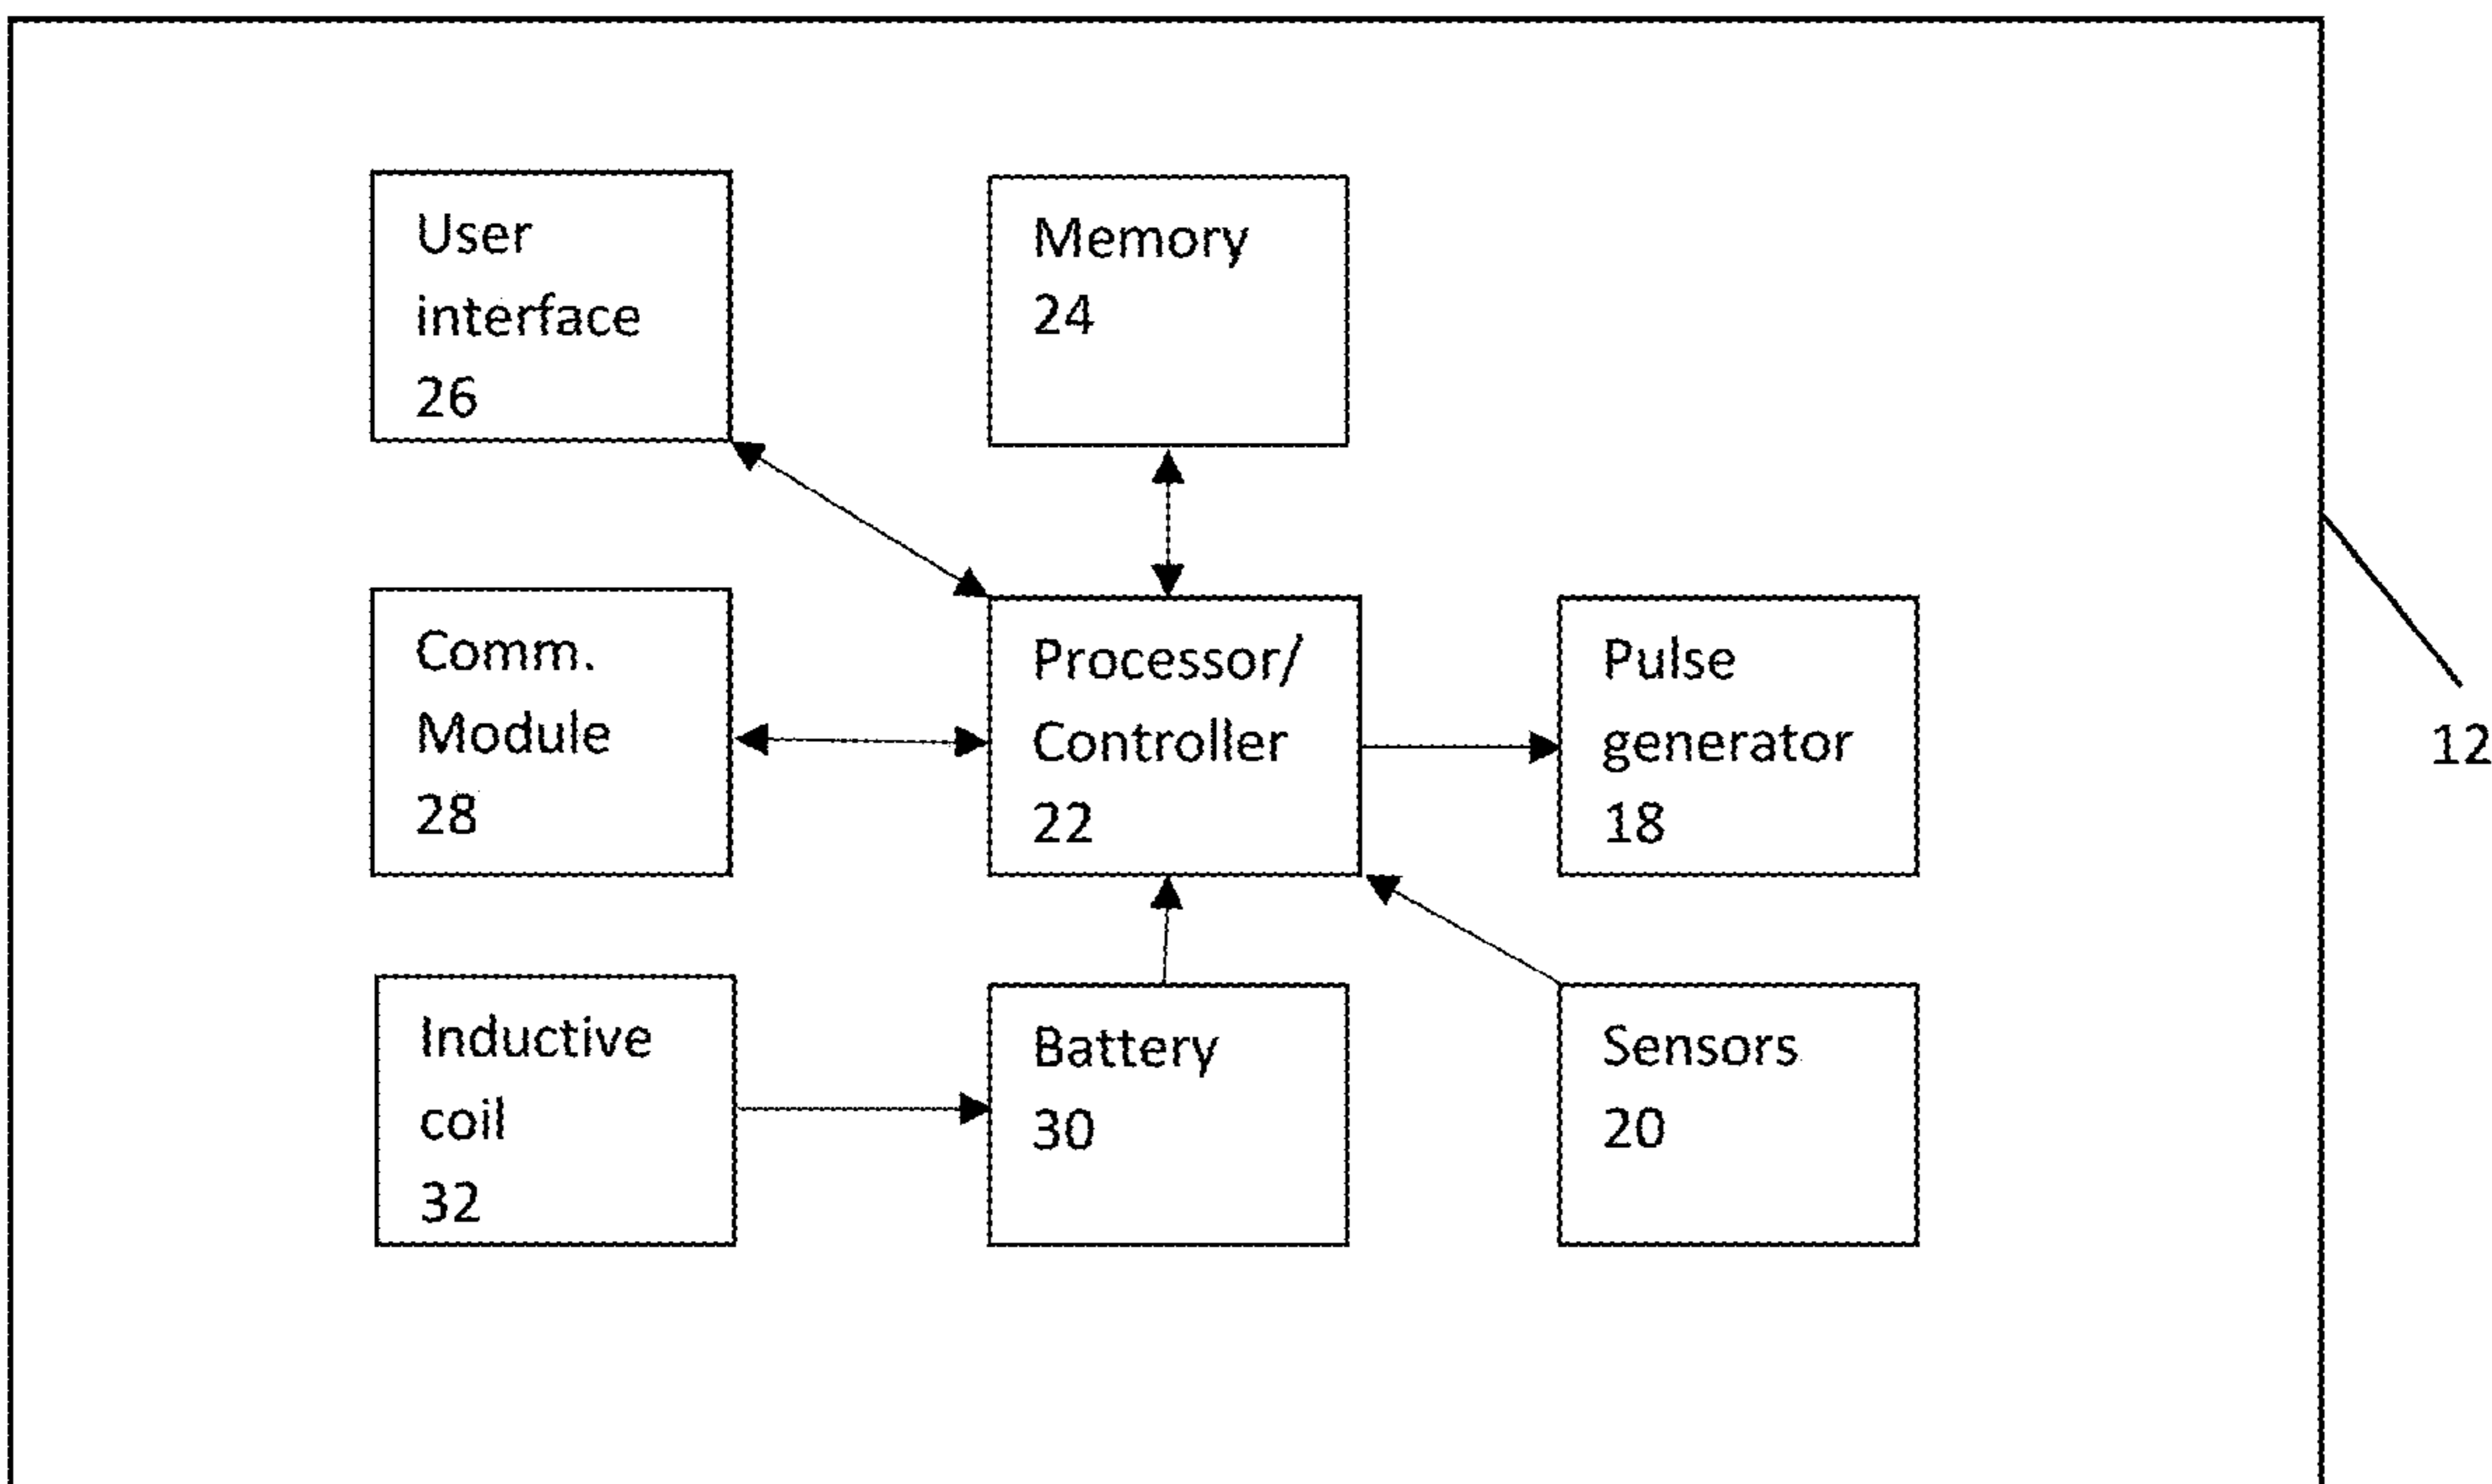 User
interface
26
Memory
24
Comm.
Module
28
Processor/
Controller
22
Pulse
generator
18
12
Inductive
coil
32
Battery
30
Sensors
20